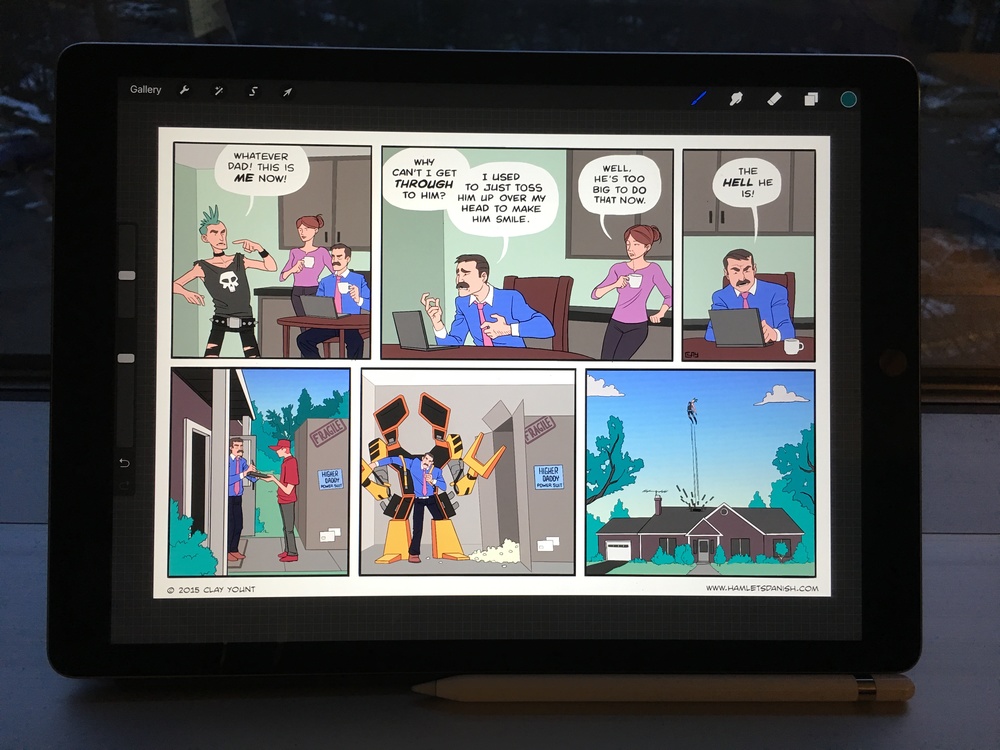 Gallery
WHATEVER
DAD! THIS IS
ME NOW!
WHY
CAN'T I GET
THROUGH
TO HIM?
I USED
TO JUST TOSS
HIM UP OVER MY
HEAD TO MAKE
HIM SMILE.
WELL,
HE'S TOO
BIG TO DO
THAT NOW.
THE
HELL HE
IS!
FRAGILE
HIGHER
DADDY
POWER SUIT
FRAGILE
HIGHER
DADDY
POWER SUIT
© 2015 CLAY YOUNT
WWW.HAMLETSDANISH.COM